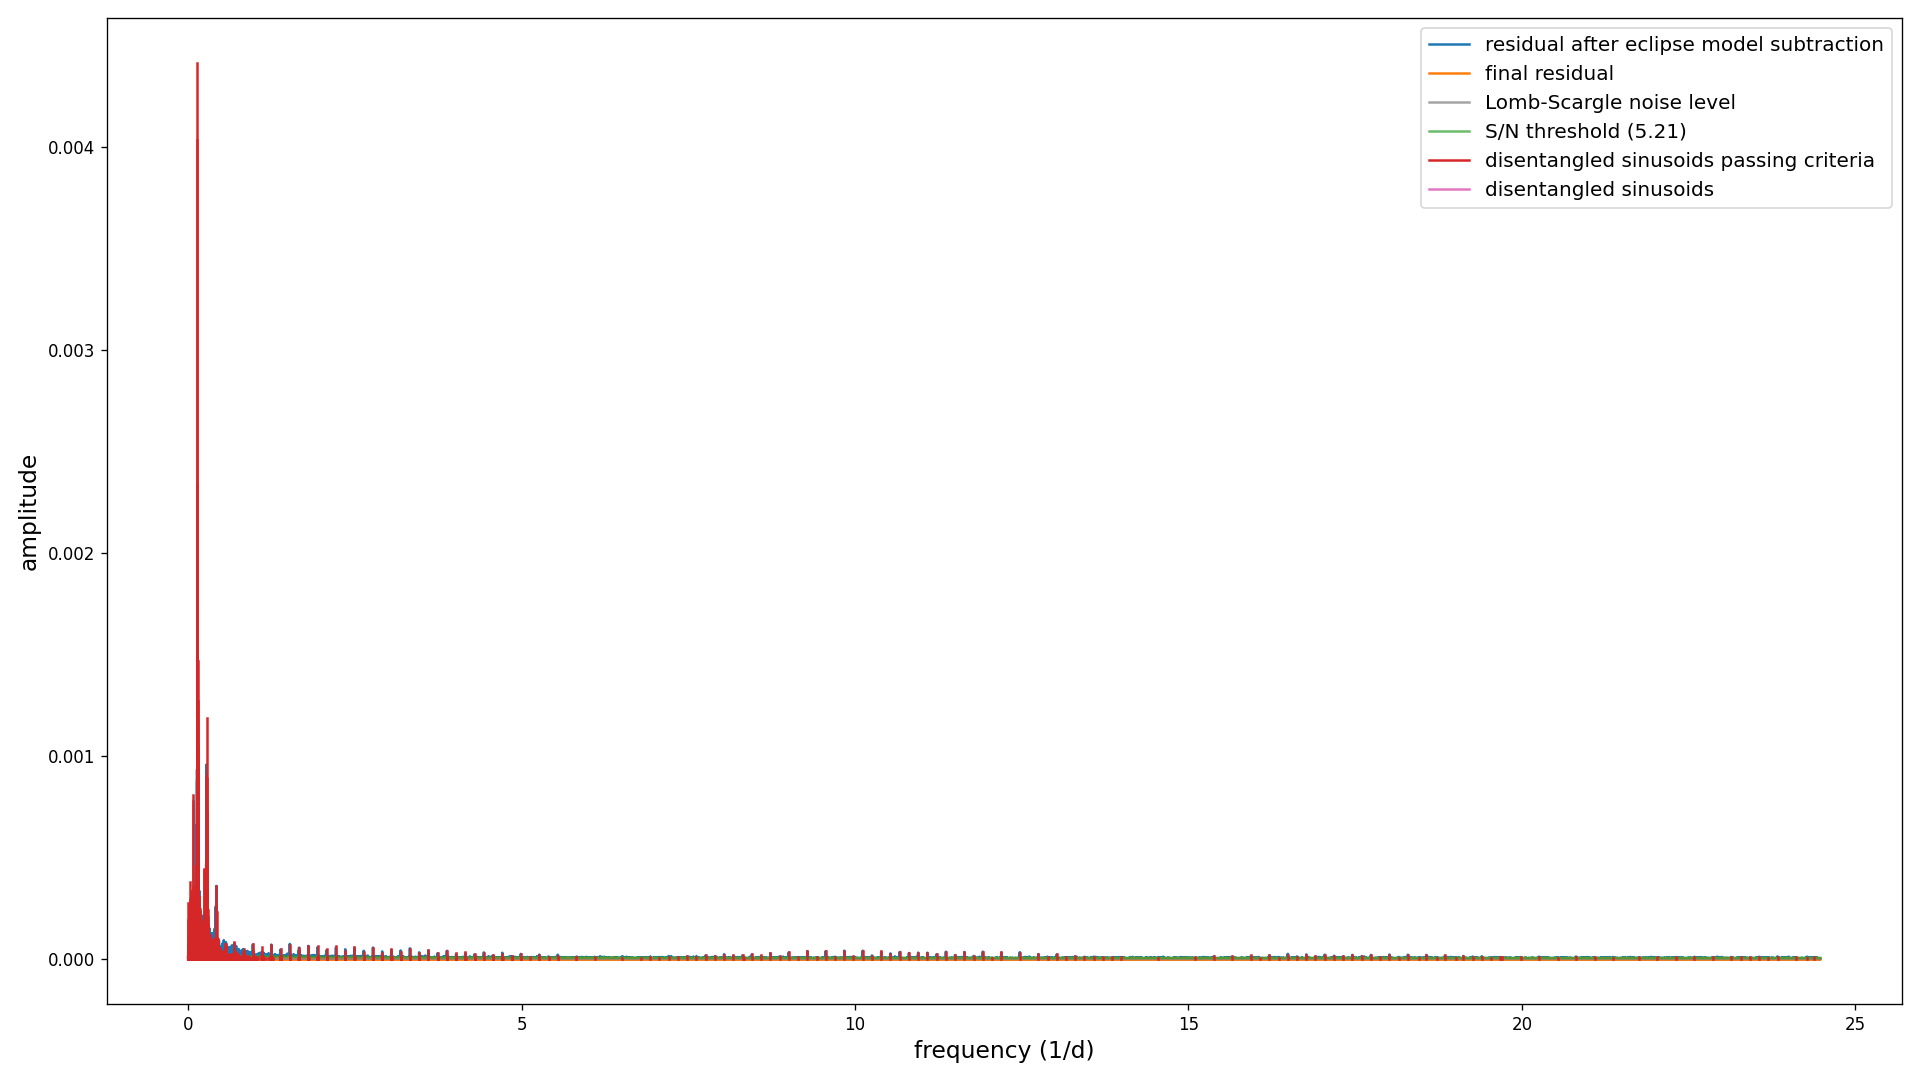 residual after eclipse model subtraction
final residual
Lomb-Scargle noise level
S/N threshold (5.21)
disentangled sinusoids passing criteria
disentangled sinusoids
amplitude
0.004
0.003
0.002
0.001
0.000
0 5 10 15 20 25
frequency (1/d)